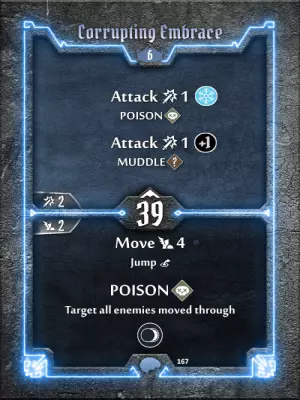 Corrupting Embrace
6
Attack 1
POISON
Attack 1 +1
MUDDLE ?
2
39
2
Move 4
Jump
POISON
Target all enemies moved through
167